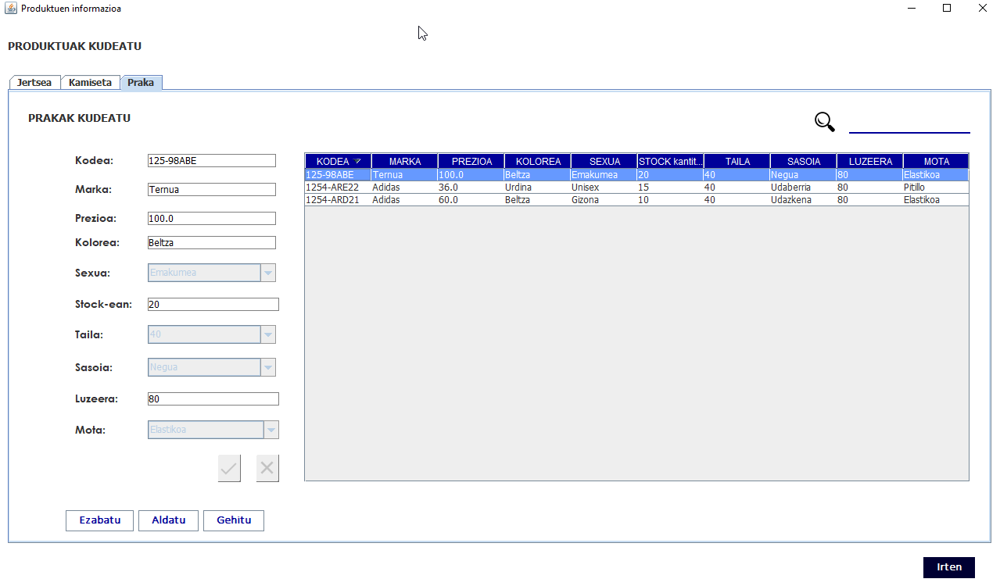 Produktuen informazioa
PRODUKTUAK KUDEATU
Jertsea Kamiseta Praka
PRAKAK KUDEATU
Kodea: 125-98ABE
Marka: Ternua
Prezioa: 100.0
Kolorea: Beltza
Sexua: Emakumea
Stock-ean: 20
Taila: 40
Sasoia: Negua
Luzeera: 80
Mota: Elastikoa
KODEA MARKA PREZIOA KOLOREA SEXUA STOCK kantit... TAILA SASOIA LUZEERA MOTA
125-98ABE Ternua 100.0 Beltza Emakumea 20 40 Negua 80 Elastikoa
1254-ARE22 Adidas 36.0 Urdina Unisex 15 40 Udaberria 80 Pitillo
1254-ARD21 Adidas 60.0 Beltza Gizona 10 40 Udazkena 80 Elastikoa
Ezabatu Aldatu Gehitu
Irten